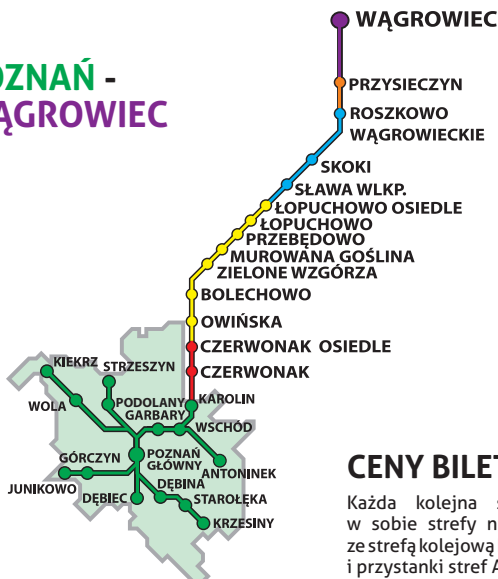 OZNAŃ -
ĄGROWIEC
WĄGROWIEC
PRZYSIECZYN
ROSZKOWO
WĄGROWIECKIE
SKOKI
SŁAWA WLKP.
ŁOPUCHOWO OSIEDLE
ŁOPUCHOWO
PRZEBĘDOWO
MUROWANA GOŚLINA
ZIELONE WZGÓRZA
BOLECHOWO
OWIŃSKA
CZERWONAK OSIEDLE
CZERWONAK
KIEKRZ
STRZESZYN
WOLA
PODOLANY
KAROLIN
GARBARY
WSCHÓD
GÓRCZYN
POZNAŃ
GŁÓWNY
ANTONINEK
JUNIKOWO
DĘBIEC
DĘBINA
STAROŁĘKA
KRZESINY
CENY BILET
Każda kolejna s
w sobie strefy n
ze strefą kolejową
i przystanki stref A